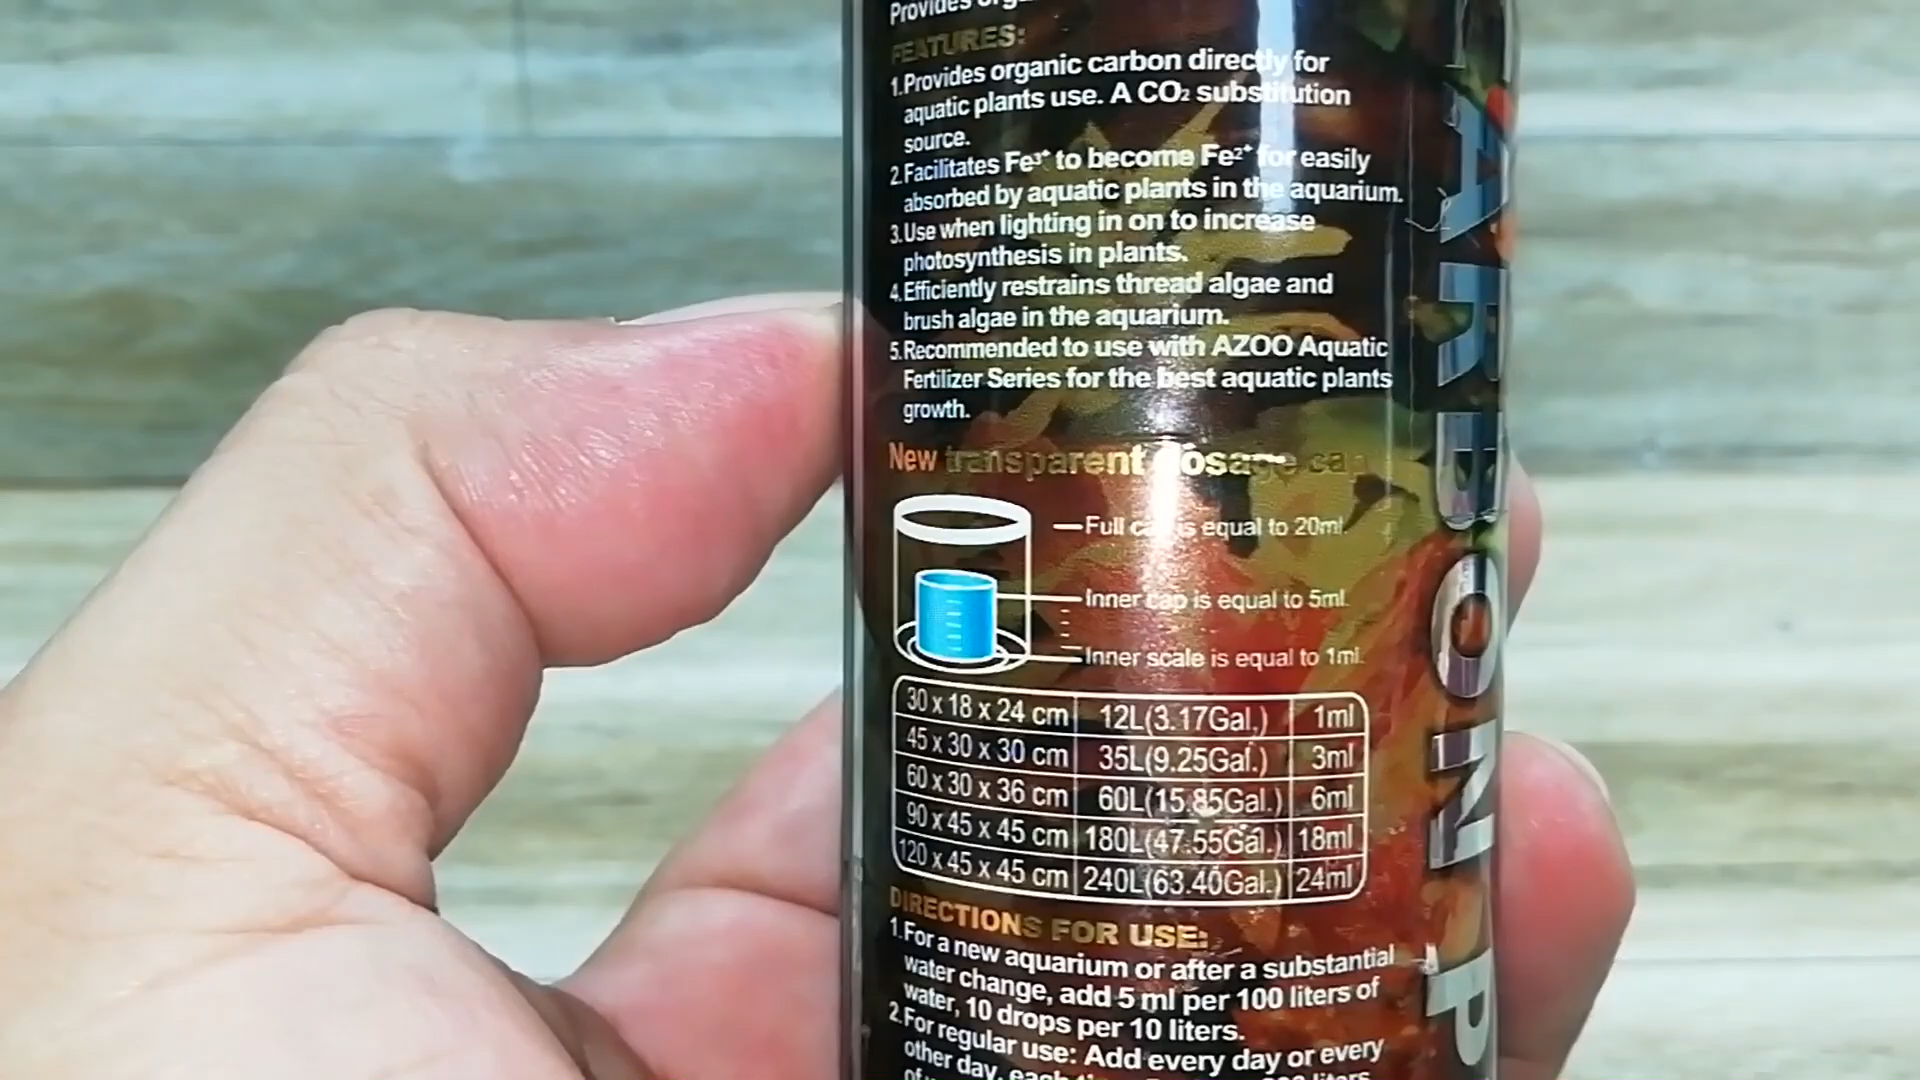 Provides
FEATURES:
1.Provides organic carbon directly for
aquatic plants use. A CO₂ substitution
source.
2.Facilitates Fe³⁺ to become Fe²⁺ for easily
absorbed by aquatic plants in the aquarium.
3.Use when lighting in on to increase
photosynthesis in plants.
4.Efficiently restrains thread algae and
brush algae in the aquarium.
5.Recommended to use with AZOO Aquatic
Fertilizer Series for the best aquatic plants
growth.
New transparent dosage cap
Full cap is equal to 20ml.
Inner cap is equal to 5ml.
Inner scale is equal to 1ml.
30 x 18 x 24 cm 12L(3.17Gal.) 1ml
45 x 30 x 30 cm 35L(9.25Gal.) 3ml
60 x 30 x 36 cm 60L(15.85Gal.) 6ml
90 x 45 x 45 cm 180L(47.55Gal.) 18ml
120 x 45 x 45 cm 240L(63.40Gal.) 24ml
DIRECTIONS FOR USE:
1.For a new aquarium or after a substantial
water change, add 5 ml per 100 liters of
water, 10 drops per 10 liters.
2.For regular use: Add every day or every
other day, each liters
ARBON P